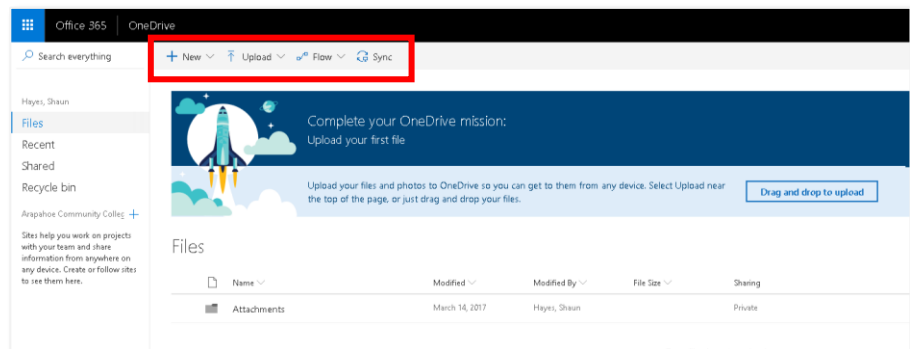 Office 365 OneDrive
Search everything
New Upload Flow Sync
Hayes, Shaun
Files
Recent
Shared
Recycle bin
Arapahoe Community Colleg
Sites help you work on projects
with your team and share
information from anywhere on
any device. Create or follow sites
to see them here.
Complete your OneDrive mission:
Upload your first file
Upload your files and photos to OneDrive so you can get to them from any device. Select Upload near
the top of the page, or just drag and drop your files.
Drag and drop to upload
Files
Name Modified Modified By File Size Sharing
Attachments March 14, 2017 Hayes, Shaun Private